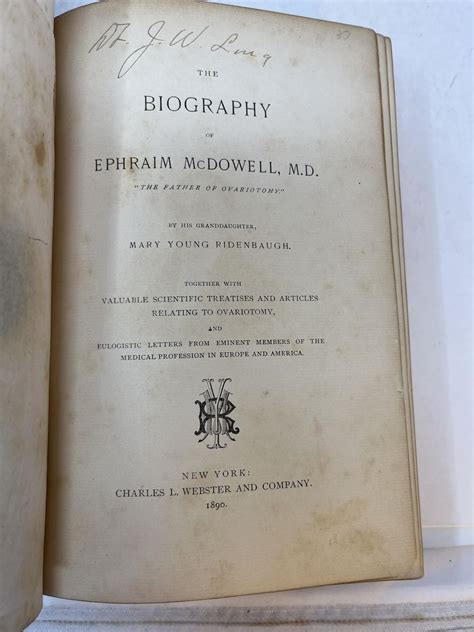 Dr. J. W. Long
THE
BIOGRAPHY
OF
EPHRAIM McDOWELL, M.D.
"THE FATHER OF OVARIOTOMY."
BY HIS GRANDDAUGHTER,
MARY YOUNG RIDENBAUGH.
TOGETHER WITH
VALUABLE SCIENTIFIC TREATISES AND ARTICLES
RELATING TO OVARIOTOMY,
AND
EULOGISTIC LETTERS FROM EMINENT MEMBERS OF THE
MEDICAL PROFESSION IN EUROPE AND AMERICA.
NEW YORK:
CHARLES L. WEBSTER AND COMPANY.
1890.